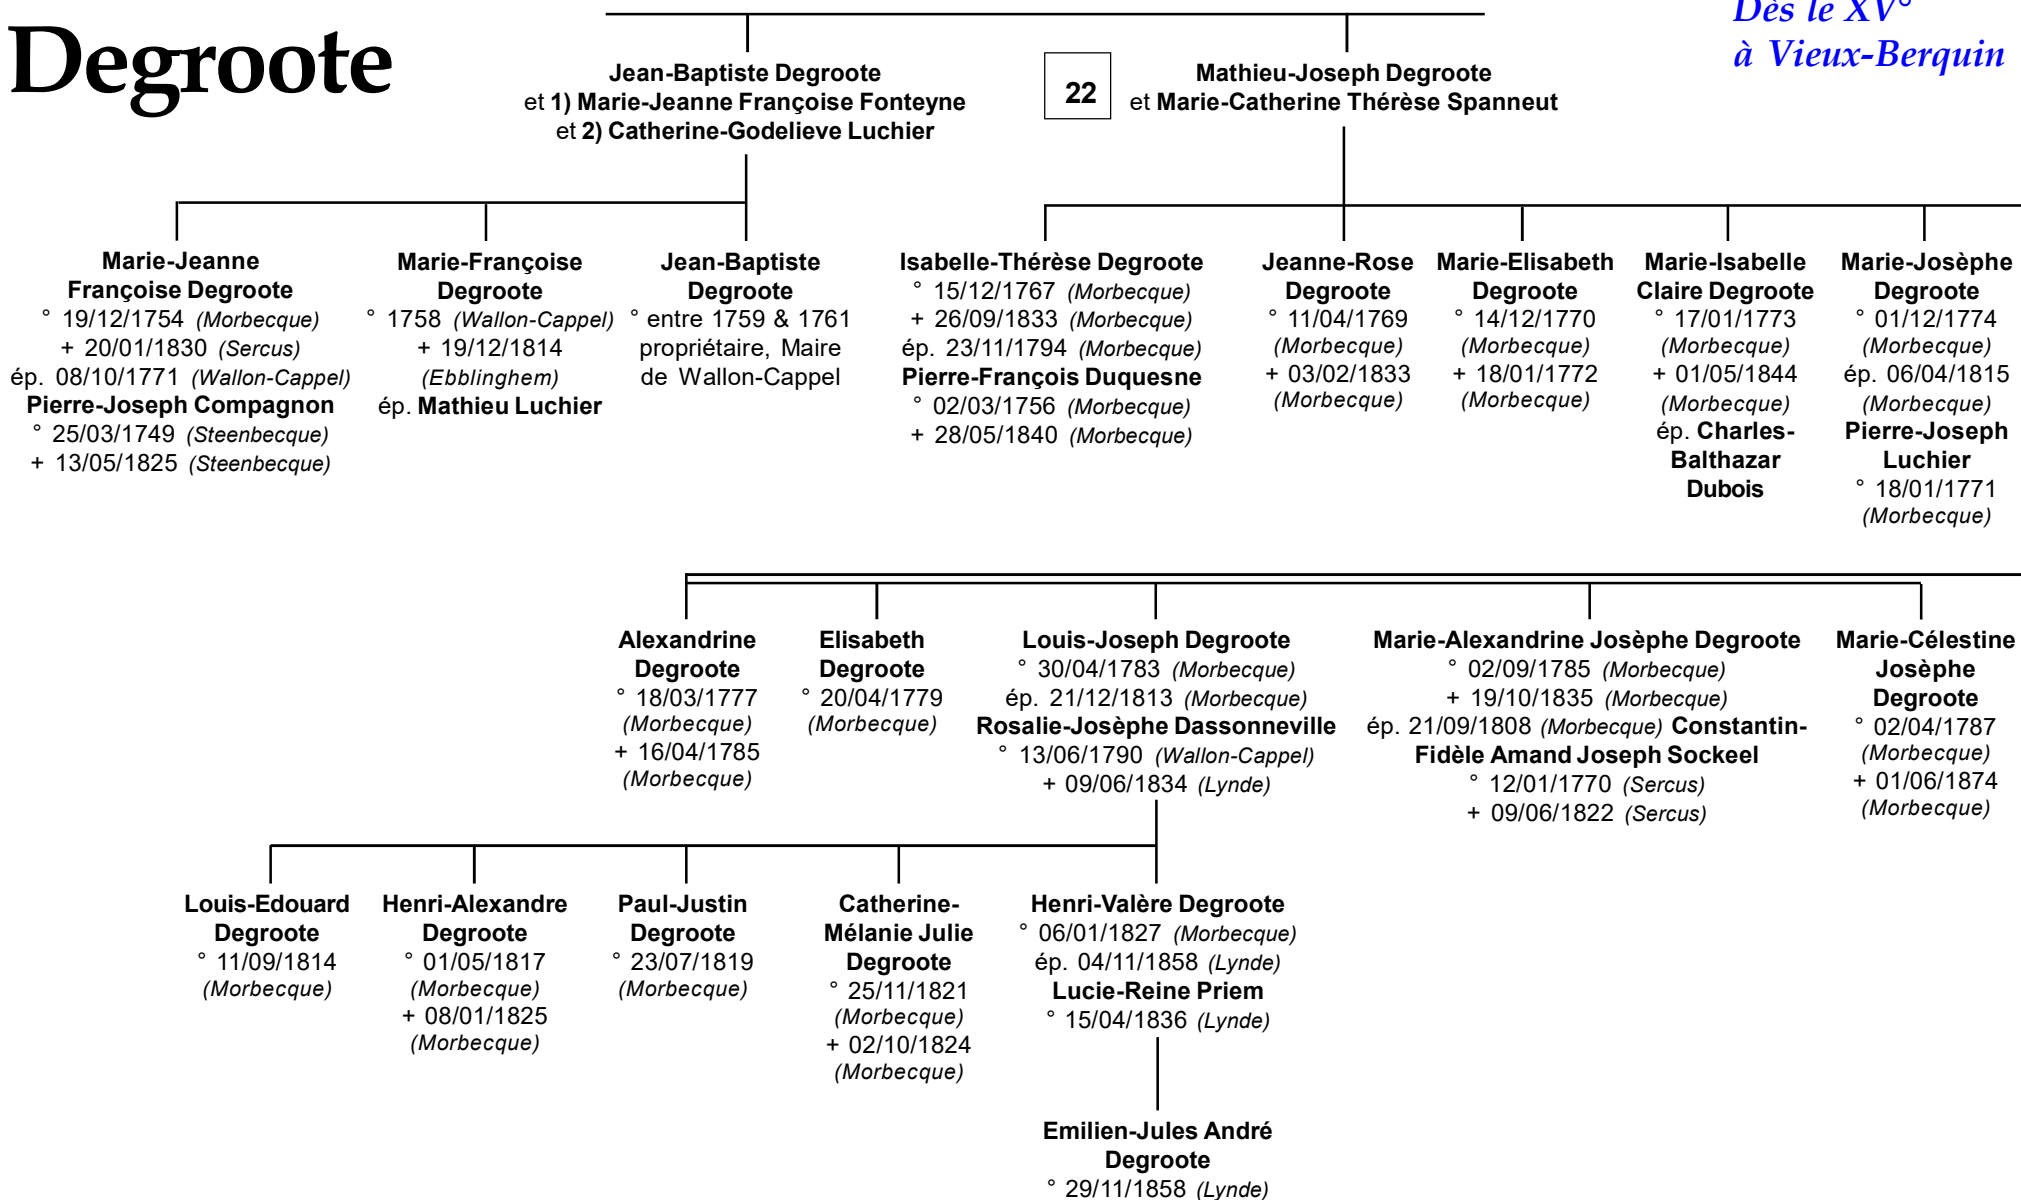 Degroote
Dès le XV°
à Vieux-Berquin
Jean-Baptiste Degroote
et 1) Marie-Jeanne Françoise Fonteyne
et 2) Catherine-Godelieve Luchier
22
Mathieu-Joseph Degroote
et Marie-Catherine Thérèse Spanneut
Marie-Jeanne
Françoise Degroote
° 19/12/1754 (Morbecque)
+ 20/01/1830 (Sercus)
ép. 08/10/1771 (Wallon-Cappel)
Pierre-Joseph Compagnon
° 25/03/1749 (Steenbecque)
+ 13/05/1825 (Steenbecque)
Marie-Françoise
Degroote
° 1758 (Wallon-Cappel)
+ 19/12/1814
(Ebblinghem)
ép. Mathieu Luchier
Jean-Baptiste
Degroote
° entre 1759 & 1761
propriétaire, Maire
de Wallon-Cappel
Isabelle-Thérèse Degroote
° 15/12/1767 (Morbecque)
+ 26/09/1833 (Morbecque)
ép. 23/11/1794 (Morbecque)
Pierre-François Duquesne
° 02/03/1756 (Morbecque)
+ 28/05/1840 (Morbecque)
Jeanne-Rose
Degroote
° 11/04/1769
(Morbecque)
+ 03/02/1833
(Morbecque)
Marie-Elisabeth
Degroote
° 14/12/1770
(Morbecque)
+ 18/01/1772
(Morbecque)
Marie-Isabelle
Claire Degroote
° 17/01/1773
(Morbecque)
+ 01/05/1844
(Morbecque)
ép. Charles-
Balthazar
Dubois
Marie-Josèphe
Degroote
° 01/12/1774
ép. 06/04/1815
(Morbecque)
Pierre-Joseph
Luchier
° 18/01/1771
(Morbecque)
Alexandrine
Degroote
° 18/03/1777
(Morbecque)
+ 16/04/1785
(Morbecque)
Elisabeth
Degroote
° 20/04/1779
(Morbecque)
Louis-Joseph Degroote
° 30/04/1783 (Morbecque)
ép. 21/12/1813 (Morbecque)
Rosalie-Josèphe Dassonneville
° 13/06/1790 (Wallon-Cappel)
+ 09/06/1834 (Lynde)
Marie-Alexandrine Josèphe Degroote
° 02/09/1785 (Morbecque)
+ 19/10/1835 (Morbecque)
ép. 21/09/1808 (Morbecque) Constantin-
Fidèle Amand Joseph Sockeel
° 12/01/1770 (Sercus)
+ 09/06/1822 (Sercus)
Marie-Célestine
Josèphe
Degroote
° 02/04/1787
(Morbecque)
+ 01/06/1874
(Morbecque)
Louis-Edouard
Degroote
° 11/09/1814
(Morbecque)
Henri-Alexandre
Degroote
° 01/05/1817
(Morbecque)
+ 08/01/1825
(Morbecque)
Paul-Justin
Degroote
° 23/07/1819
(Morbecque)
Catherine-
Mélanie Julie
Degroote
° 25/11/1821
(Morbecque)
+ 02/10/1824
(Morbecque)
Henri-Valère Degroote
° 06/01/1827 (Morbecque)
ép. 04/11/1858 (Lynde)
Lucie-Reine Priem
° 15/04/1836 (Lynde)
Emilien-Jules André
Degroote
° 29/11/1858 (Lynde)